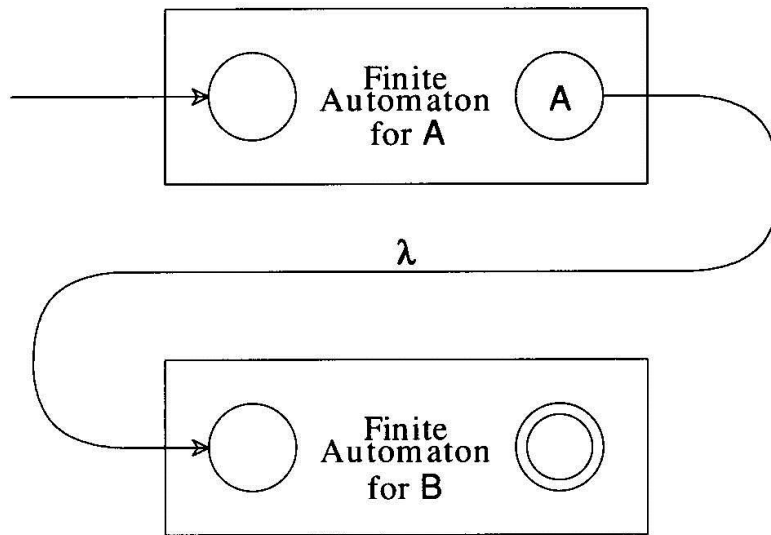 Finite
Automaton
for A
A
λ
Finite
Automaton
for B